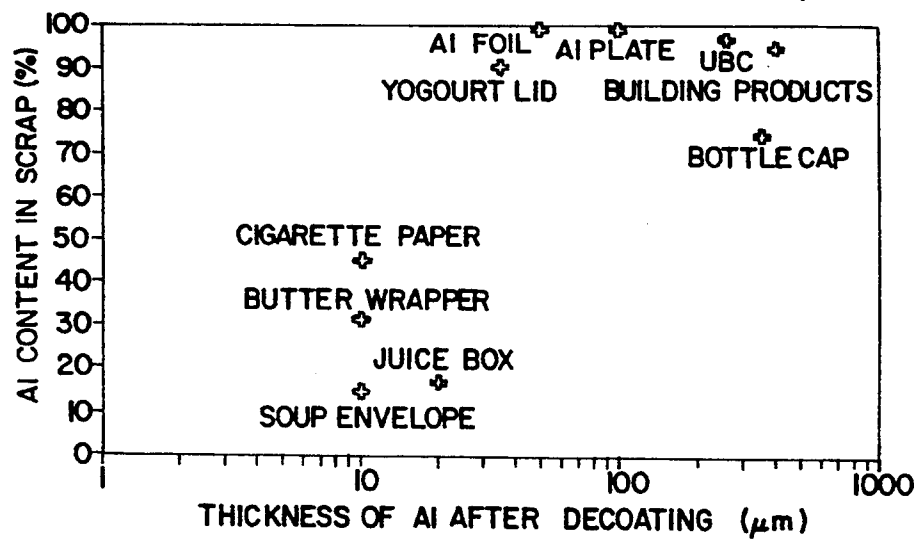 100
90
80
70
60
50
40
30
20
10
0
AI CONTENT IN SCRAP (%)
AI FOIL
AI PLATE
UBC
YOGOURT LID
BUILDING PRODUCTS
BOTTLE CAP
CIGARETTE PAPER
BUTTER WRAPPER
JUICE BOX
SOUP ENVELOPE
1
10
100
1000
THICKNESS OF AI AFTER DECOATING (μm)